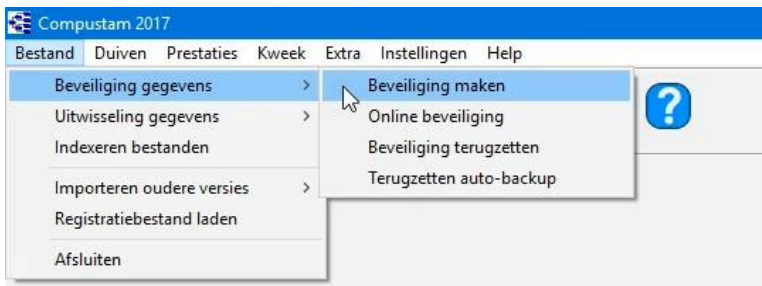 Compustam 2017
Bestand Duiven Prestaties Kweek Extra Instellingen Help
Beveiliging gegevens > Beveiliging maken
Uitwisseling gegevens > Online beveiliging
Indexeren bestanden Beveiliging terugzetten
Importeren oudere versies > Terugzetten auto-backup
Registratiebestand laden
Afsluiten
?